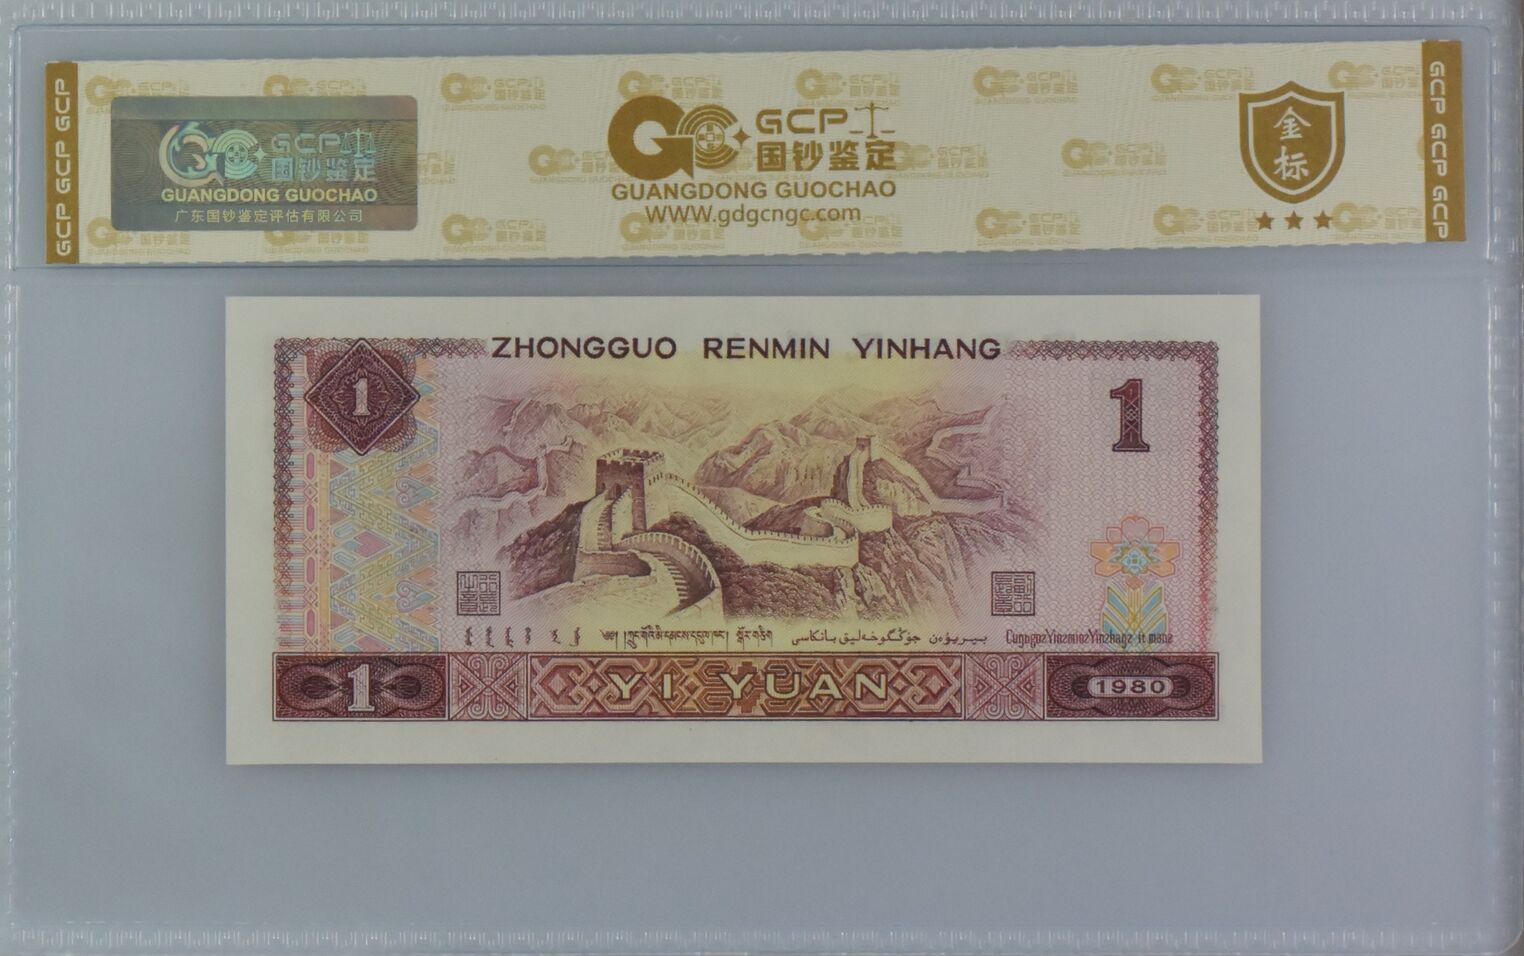 GCP GCP GCP
GCP
国钞鉴定
GUANGDONG GUOCHAO
广东国钞鉴定评估有限公司
GCP
国钞鉴定
GUANGDONG GUOCHAO
WWW.gdgcngc.com
金标
GCP GCP GCP
ZHONGGUO RENMIN YINHANG
1
1
YI YUAN
1
1980